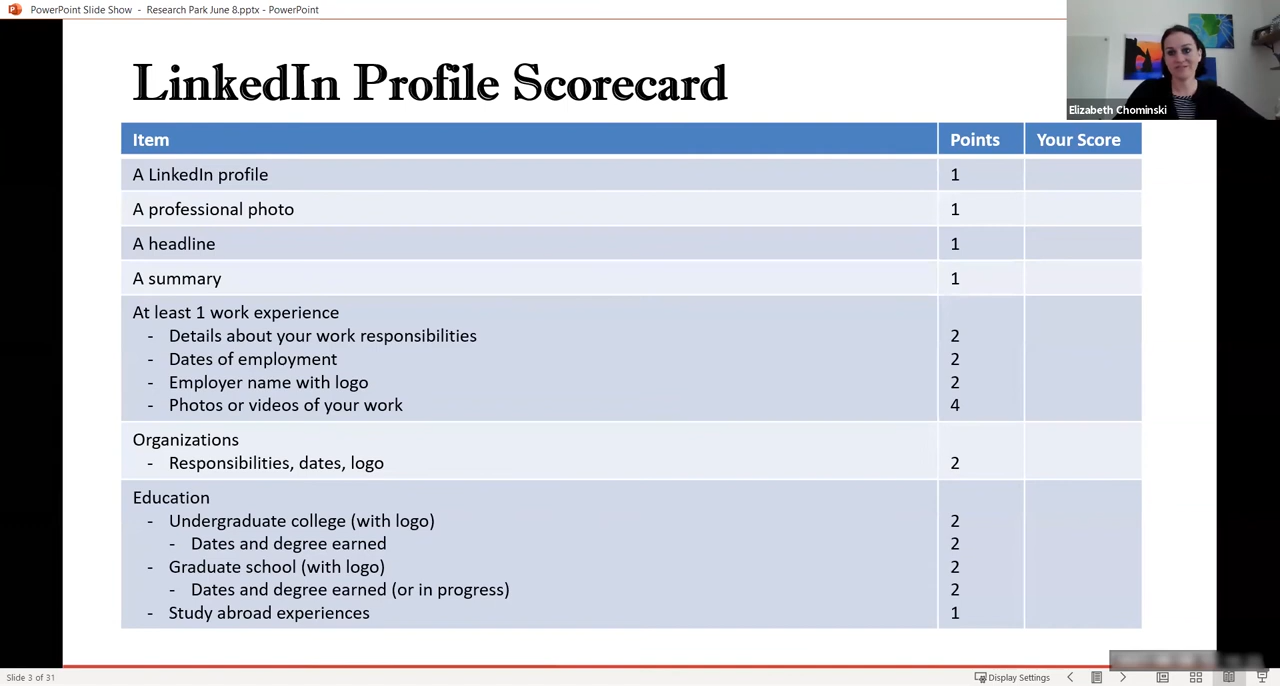 PowerPoint Slide Show - Research Park June 8.pptx - PowerPoint
Elizabeth Chominski
LinkedIn Profile Scorecard
Item Points Your Score
A LinkedIn profile 1
A professional photo 1
A headline 1
A summary 1
At least 1 work experience
- Details about your work responsibilities 2
- Dates of employment 2
- Employer name with logo 2
- Photos or videos of your work 4
Organizations
- Responsibilities, dates, logo 2
Education
- Undergraduate college (with logo) 2
- Dates and degree earned 2
- Graduate school (with logo) 2
- Dates and degree earned (or in progress) 2
- Study abroad experiences 1
Slide 3 of 31
Display Settings